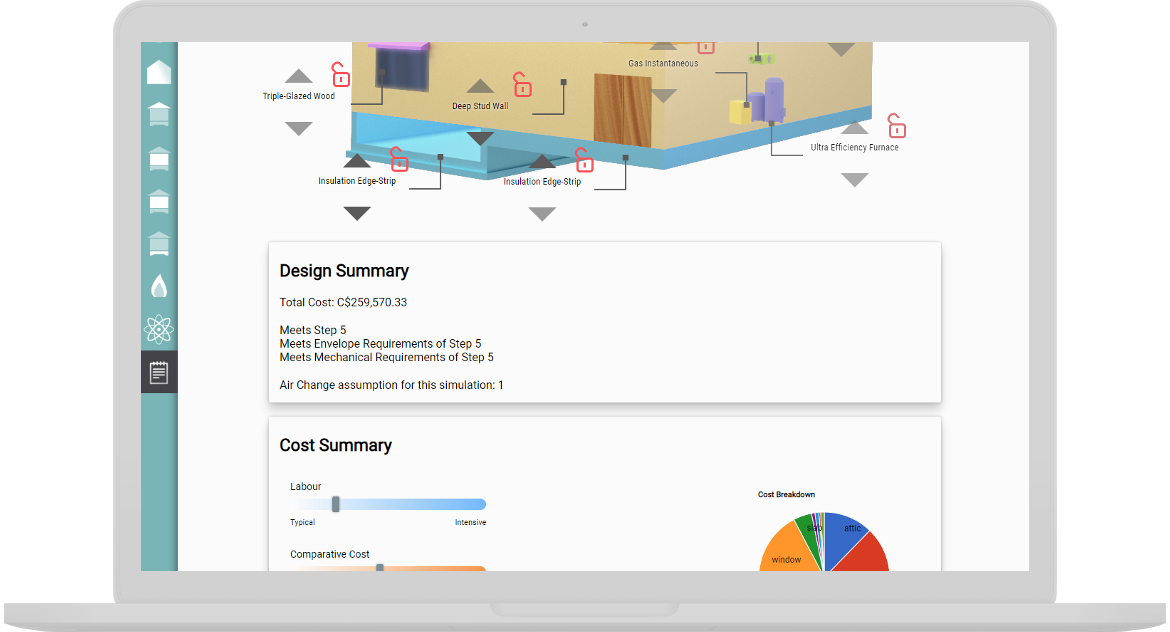 Gas Instantaneous
Triple-Glazed Wood
Deep Stud Wall
Ultra Efficiency Furnace
Insulation Edge-Strip
Insulation Edge-Strip
Design Summary
Total Cost: C$259,570.33
Meets Step 5
Meets Envelope Requirements of Step 5
Meets Mechanical Requirements of Step 5
Air Change assumption for this simulation: 1
Cost Summary
Labour
Typical
Intensive
Comparative Cost
Cost Breakdown
slab
attic
window